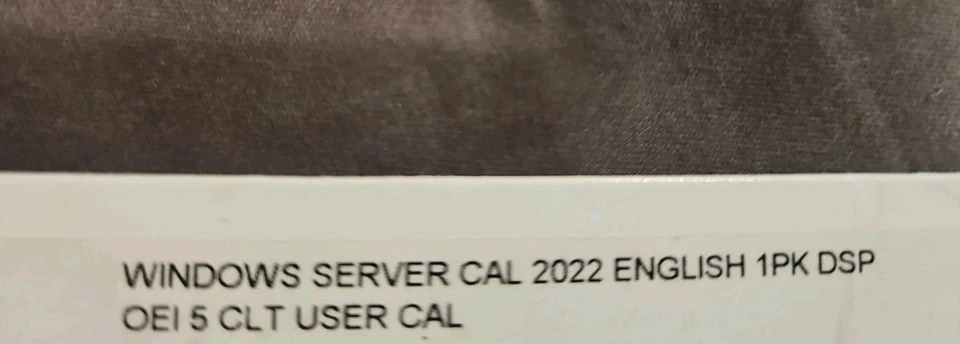 WINDOWS SERVER CAL 2022 ENGLISH 1PK DSP
OEI 5 CLT USER CAL